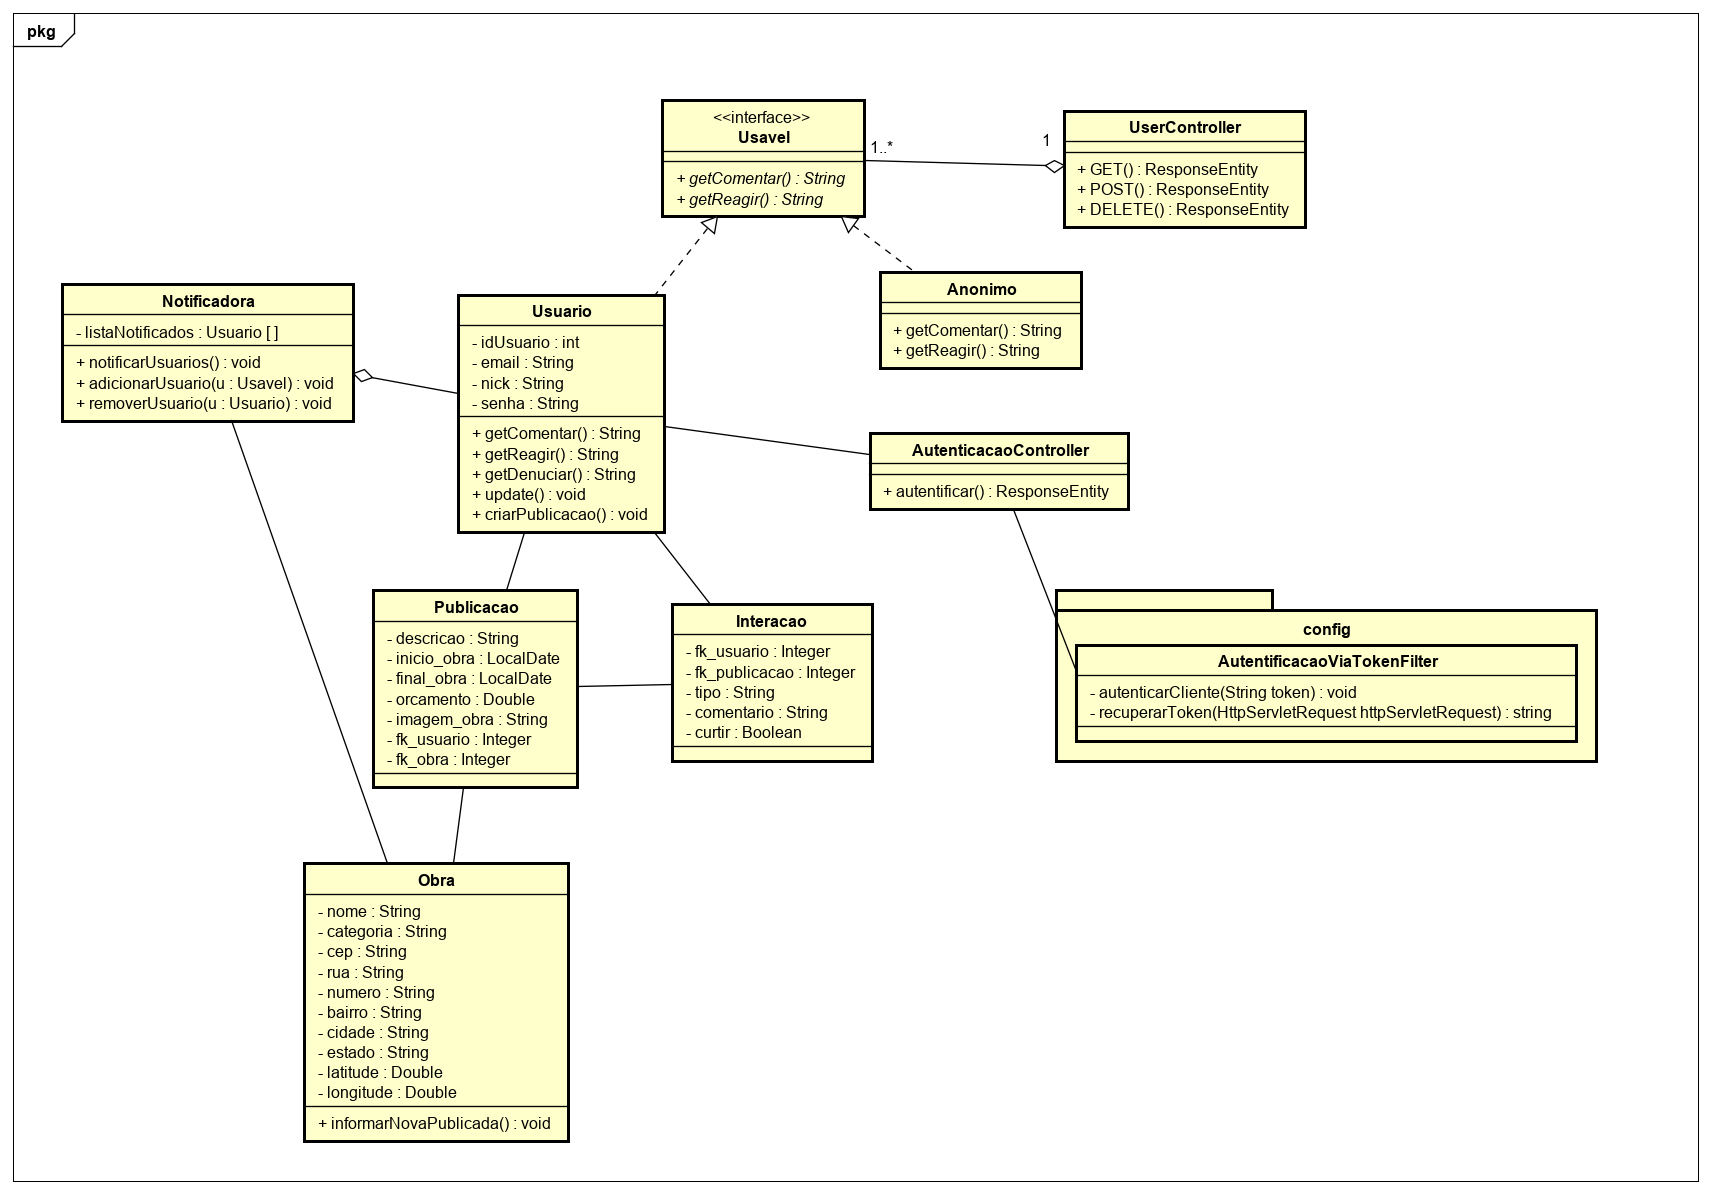 pkg
<<interface>>
Usavel
+ getComentar() : String
+ getReagir() : String
1..*
1
UserController
+ GET() : ResponseEntity
+ POST() : ResponseEntity
+ DELETE() : ResponseEntity
Notificadora
- listaNotificados : Usuario [ ]
+ notificarUsuarios() : void
+ adicionarUsuario(u : Usavel) : void
+ removerUsuario(u : Usuario) : void
Usuario
- idUsuario : int
- email : String
- nick : String
- senha : String
+ getComentar() : String
+ getReagir() : String
+ getDenuciar() : String
+ update() : void
+ criarPublicacao() : void
Anonimo
+ getComentar() : String
+ getReagir() : String
AutenticacaoController
+ autentificar() : ResponseEntity
Publicacao
- descricao : String
- inicio_obra : LocalDate
- final_obra : LocalDate
- orcamento : Double
- imagem_obra : String
- fk_usuario : Integer
- fk_obra : Integer
Interacao
- fk_usuario : Integer
- fk_publicacao : Integer
- tipo : String
- comentario : String
- curtir : Boolean
config
AutentificacaoViaTokenFilter
- autenticarCliente(String token) : void
- recuperarToken(HttpServletRequest httpServletRequest) : string
Obra
- nome : String
- categoria : String
- cep : String
- rua : String
- numero : String
- bairro : String
- cidade : String
- estado : String
- latitude : Double
- longitude : Double
+ informarNovaPublicada() : void